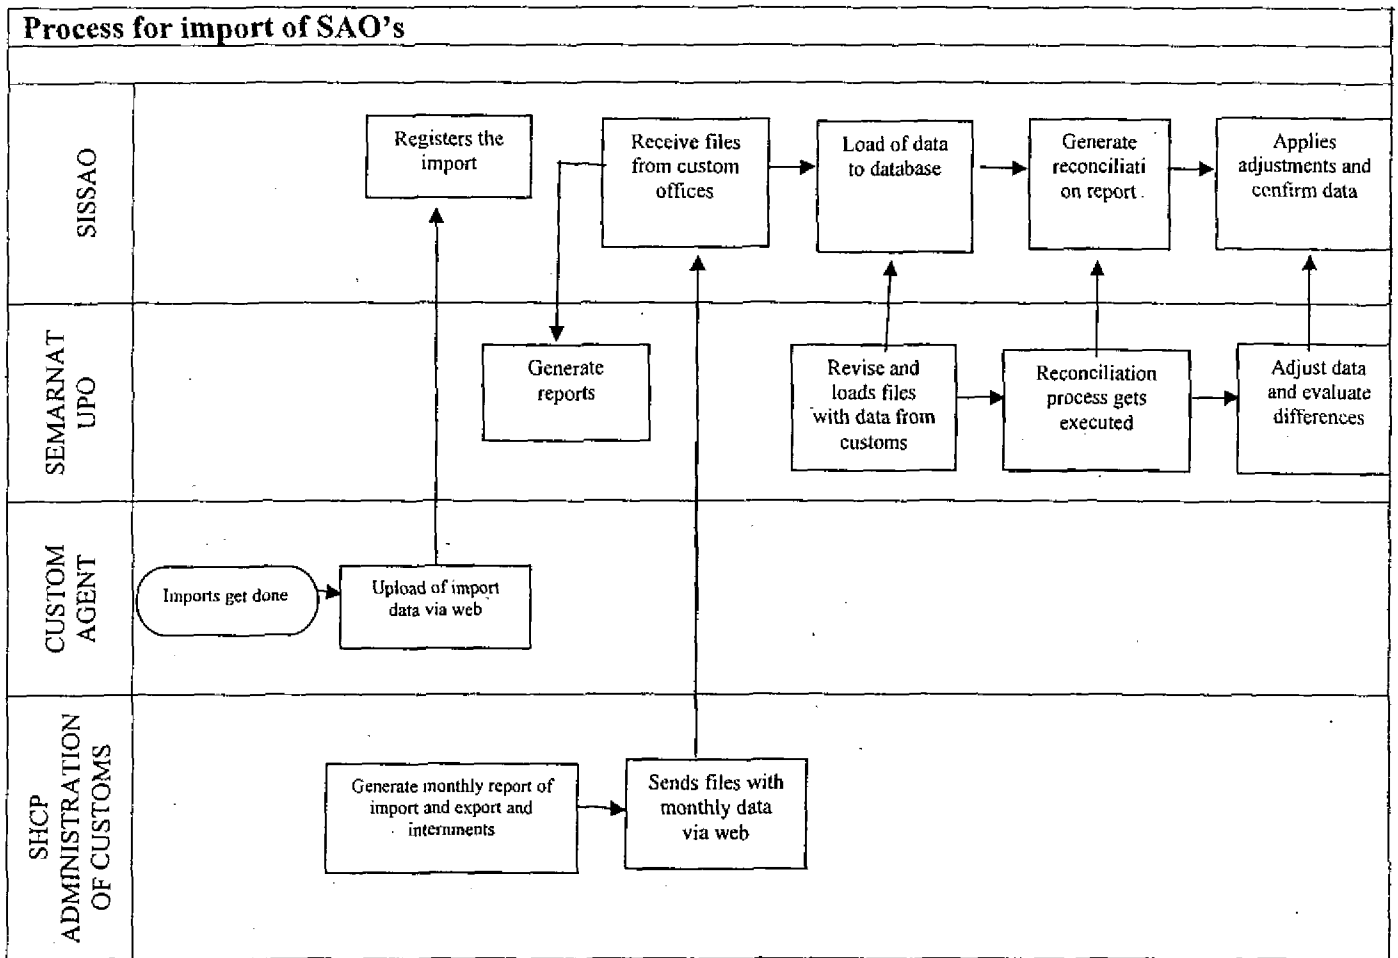 Process for import of SAO's
SISSAO
Registers the
import
Receive files
from custom
offices
Load of data
to database
Generate
reconciliati
on report.
Applies
adjustments and
confirm data
SEMARNAT
UPO
Generate
reports
Revise and
loads files
with data from
customs
Reconciliation
process gets
executed
Adjust data
and evaluate
differences
CUSTOM
AGENT
Imports get done
Upload of import
data via web
SHCP
ADMINISTRATION
OF CUSTOMS
Generate monthly report of
import and export and
internments
Sends files with
monthly data
via web